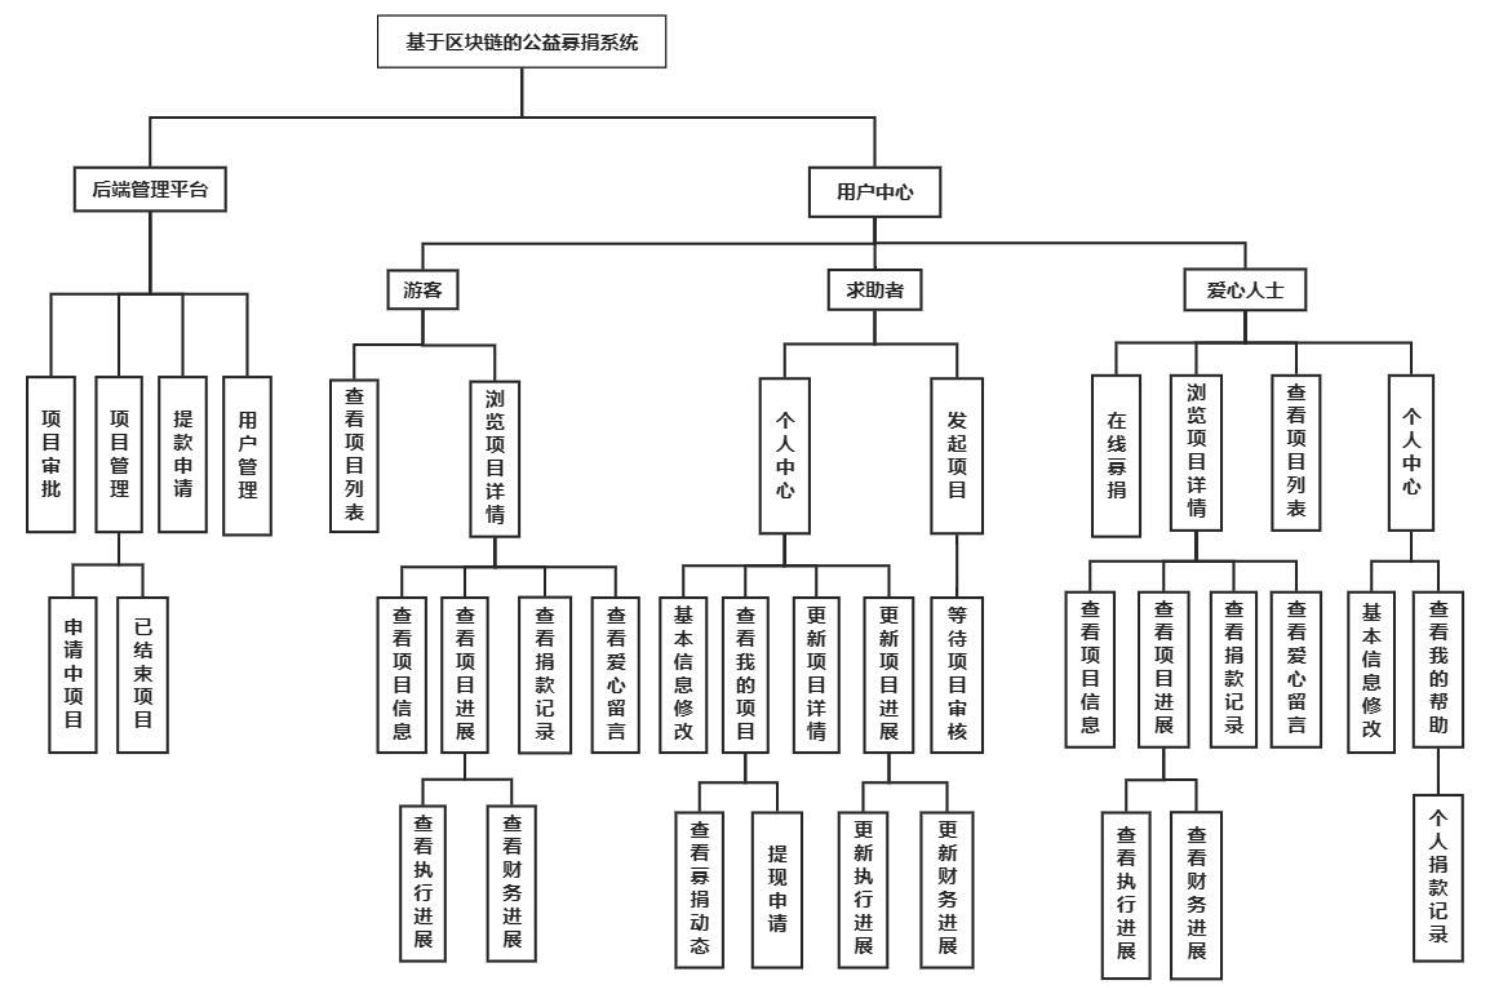 基于区块链的公益募捐系统
后端管理平台
用户中心
游客
求助者
爱心人士
项目审批
项目管理
提款申请
用户管理
查看项目列表
浏览项目详情
个人中心
发起项目
在线募捐
浏览项目详情
查看项目列表
个人中心
申请中项目
已结束项目
查看项目信息
查看项目进展
查看捐款记录
查看爱心留言
基本信息修改
查看我的项目
更新项目详情
更新项目进展
等待项目审核
查看项目信息
查看项目进展
查看捐款记录
查看爱心留言
基本信息修改
查看我的帮助
查看执行进展
查看财务进展
查看募捐动态
提现申请
更新执行进展
更新财务进展
查看执行进展
查看财务进展
个人捐款记录